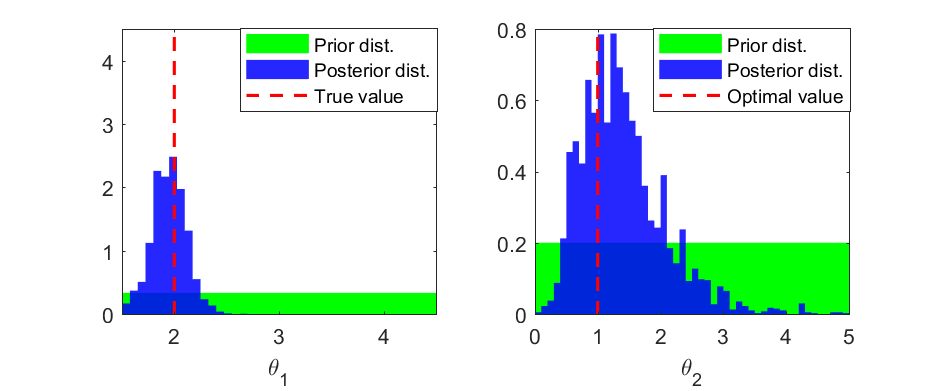 4
3
2
1
0
2
3
4
θ1
Prior dist.
Posterior dist.
True value
0.8
0.6
0.4
0.2
0
0
1
2
3
4
5
θ2
Prior dist.
Posterior dist.
Optimal value